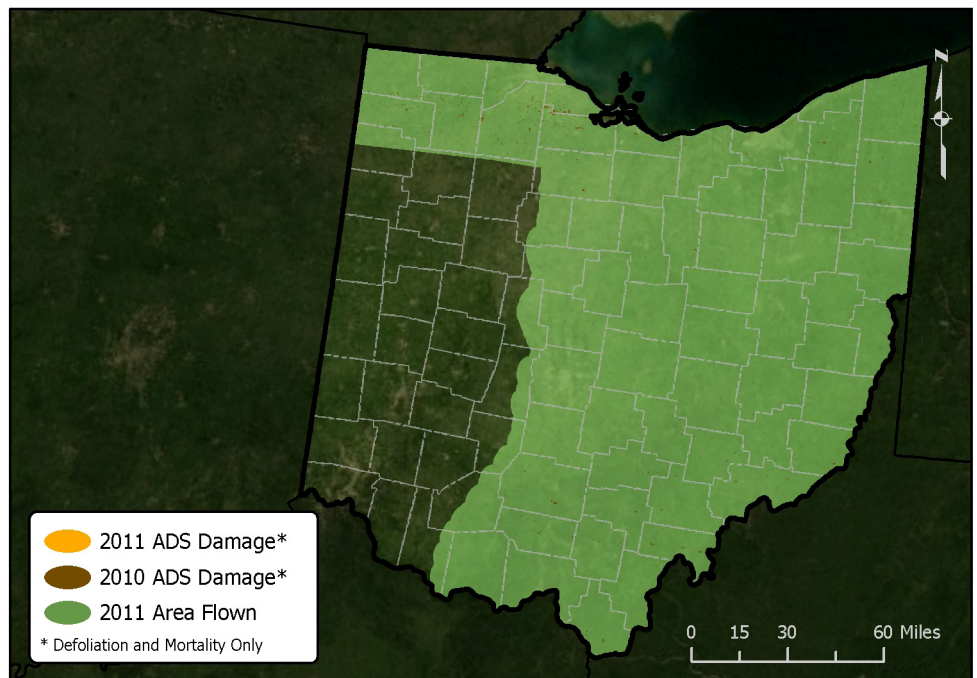 N
2011 ADS Damage*
2010 ADS Damage*
2011 Area Flown
* Defoliation and Mortality Only
0 15 30 60 Miles